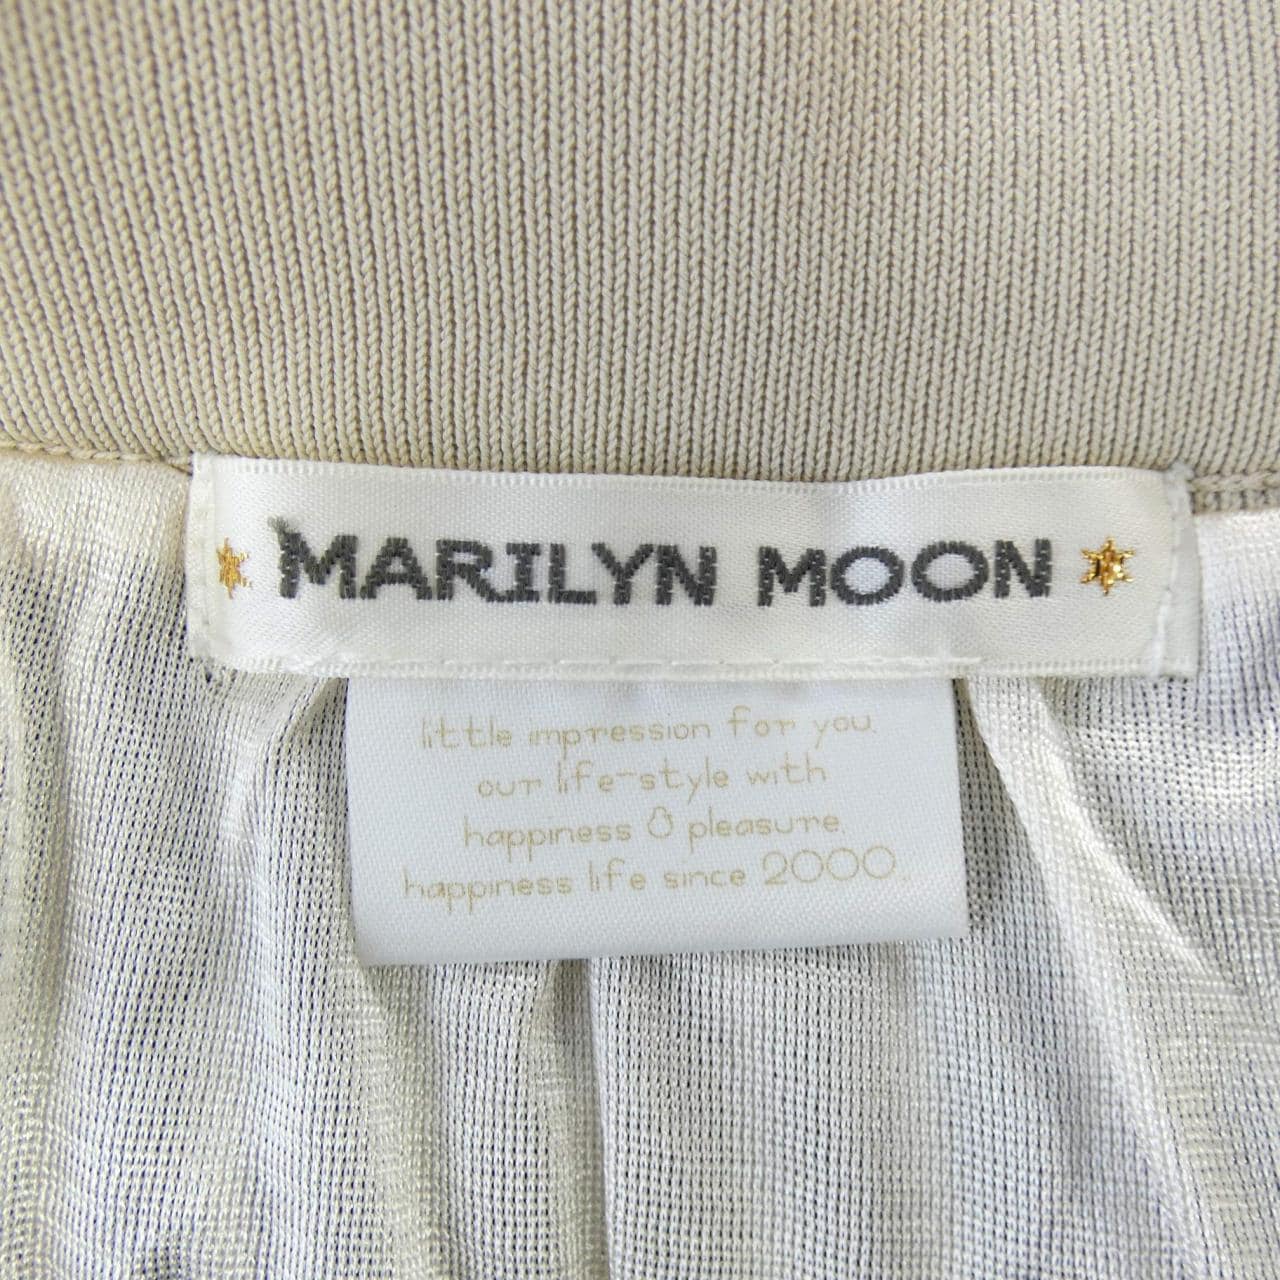 MARILYN MOON
little impression for you.
our life-style with
happiness & pleasure.
happiness life since 2000.